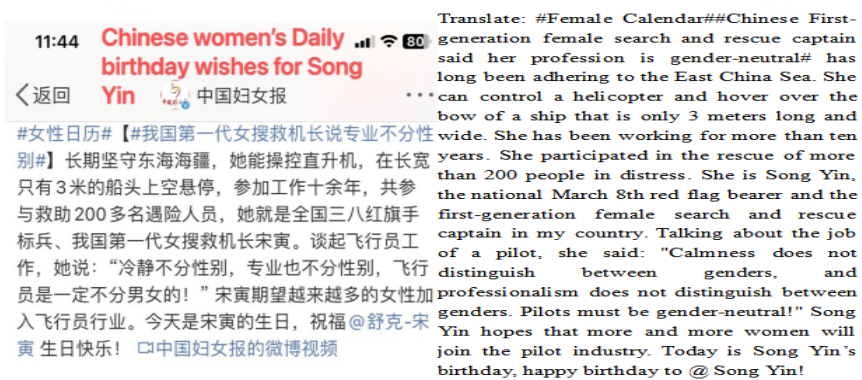 11:44
80
Chinese women's Daily
birthday wishes for Song
Yin
返回
中国妇女报
#女性日历#【#我国第一代女搜救机长说专业不分性
别#】长期坚守东海海疆，她能操控直升机，在长宽
只有3米的船头上空悬停，参加工作十余年，共参
与救助200多名遇险人员，她就是全国三八红旗手
标兵、我国第一代女搜救机长宋寅。谈起飞行员工
作，她说：“冷静不分性别，专业也不分性别，飞行
员是一定不分男女的！”宋寅期望越来越多的女性加
入飞行员行业。今天是宋寅的生日，祝福@舒克-宋
寅 生日快乐！ 中国妇女报的微博视频
Translate: #Female Calendar##Chinese First-
generation female search and rescue captain
said her profession is gender-neutral# has
long been adhering to the East China Sea. She
can control a helicopter and hover over the
bow of a ship that is only 3 meters long and
wide. She has been working for more than ten
years. She participated in the rescue of more
than 200 people in distress. She is Song Yin,
the national March 8th red flag bearer and the
first-generation female search and rescue
captain in my country. Talking about the job
of a pilot, she said: "Calmness does not
distinguish between genders, and
professionalism does not distinguish between
genders. Pilots must be gender-neutral!" Song
Yin hopes that more and more women will
join the pilot industry. Today is Song Yin's
birthday, happy birthday to @ Song Yin!